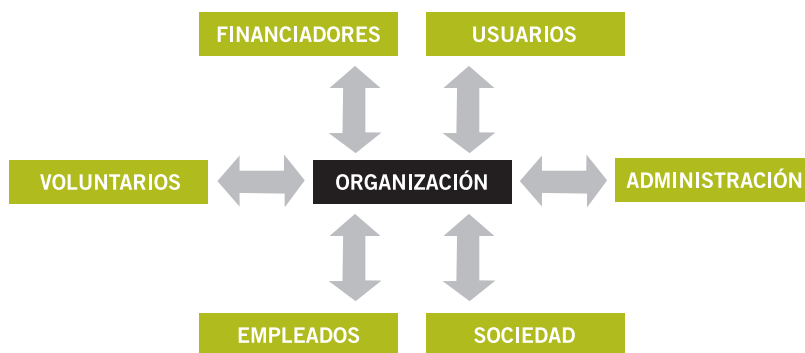 FINANCIADORES
USUARIOS
VOLUNTARIOS
ORGANIZACIÓN
ADMINISTRACIÓN
EMPLEADOS
SOCIEDAD